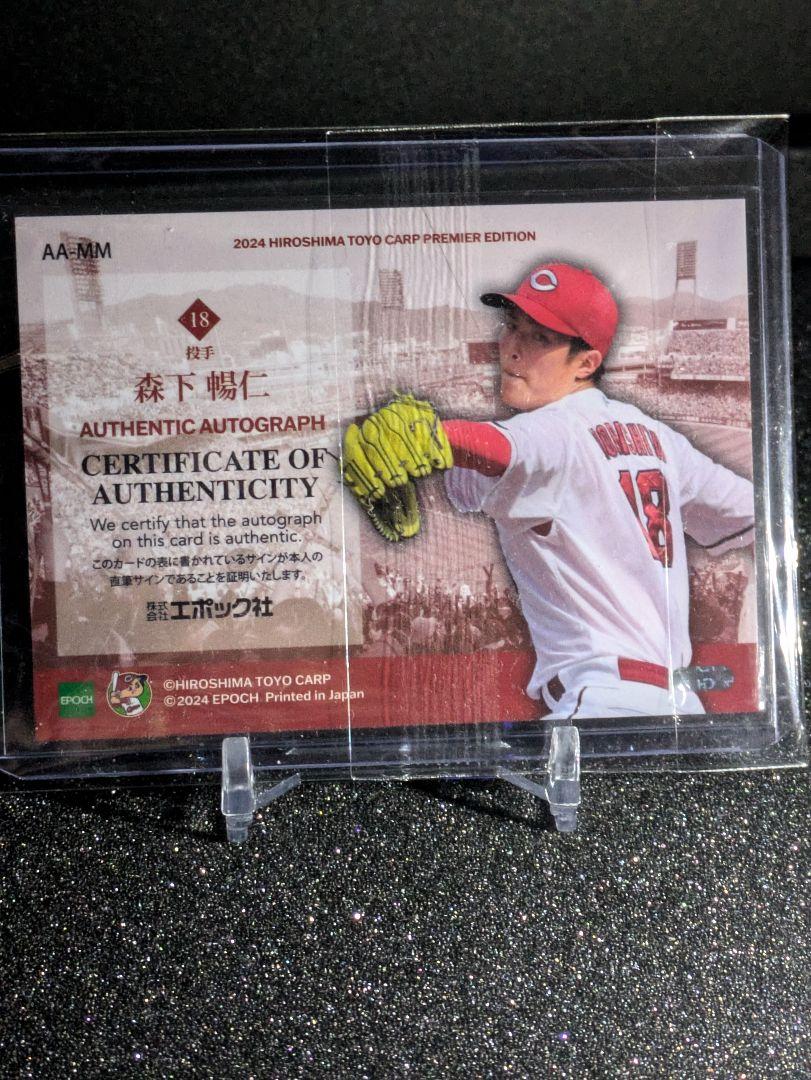 AA-MM
2024 HIROSHIMA TOYO CARP PREMIER EDITION
18
投手
森下 暢仁
AUTHENTIC AUTOGRAPH
CERTIFICATE OF
AUTHENTICITY
We certify that the autograph
on this card is authentic.
このカードの表に書かれているサインが本人の
直筆サインであることを証明いたします。
株式会社エポック社
C
18
EPOCH
©HIROSHIMA TOYO CARP
©2024 EPOCH Printed in Japan